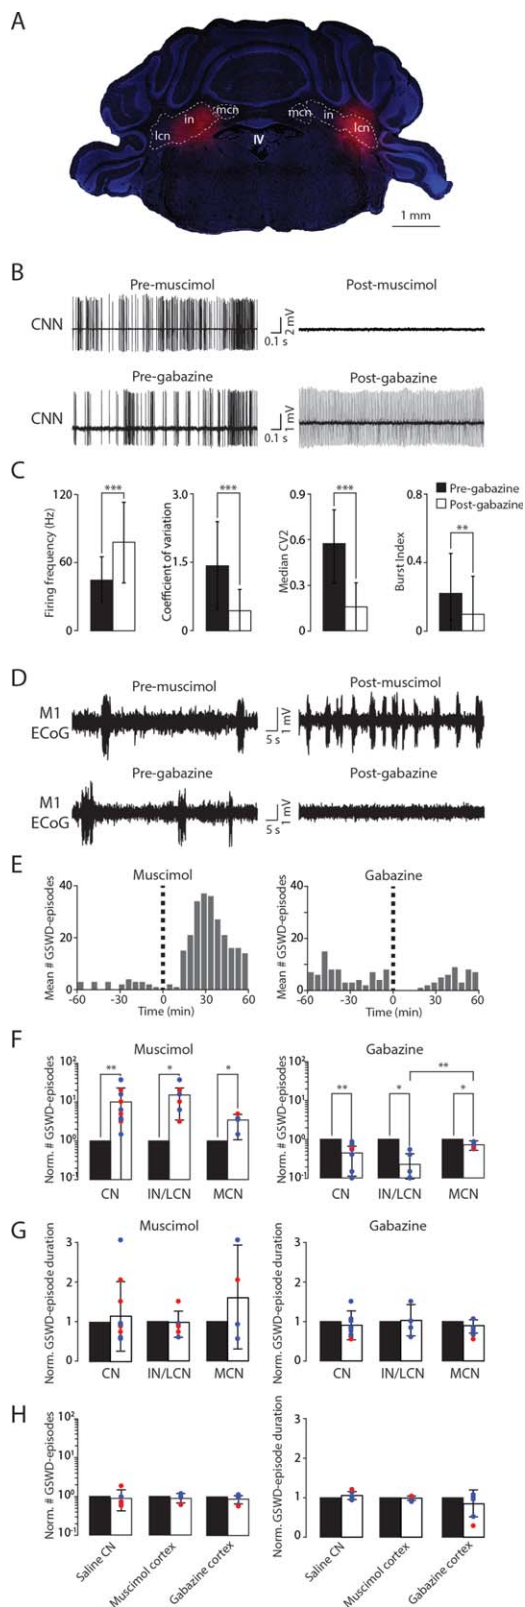 A
mcn
in
lcn
mcn
in
lcn
IV
1 mm
B
Pre-muscimol
Post-muscimol
CNN
0.1 s
2 mV
Pre-gabazine
Post-gabazine
CNN
0.1 s
1 mV
C
Firing frequency (Hz)
120
60
0
***
Coefficient of variation
3.0
1.5
0
***
Median CV2
0.9
0.6
0.3
0
***
Burst Index
0.8
0.4
0
**
Pre-gabazine
Post-gabazine
D
Pre-muscimol
Post-muscimol
M1
ECoG
5 s
1 mV
Pre-gabazine
Post-gabazine
M1
ECoG
5 s
1 mV
E
Muscimol
Gabazine
Mean # GSWD-episodes
40
20
0
-60 -30 0 30 60
Time (min)
Mean # GSWD-episodes
40
20
0
-60 -30 0 30 60
Time (min)
F
Muscimol
Gabazine
Norm. # GSWD-episodes
10²
10¹
10⁰
10⁻¹
** * *
CN IN/LCN MCN
Norm. # GSWD-episodes
10²
10¹
10⁰
10⁻¹
**
** * *
CN IN/LCN MCN
G
Muscimol
Gabazine
Norm. GSWD-episode duration
3
2
1
0
CN IN/LCN MCN
Norm. GSWD-episode duration
3
2
1
0
CN IN/LCN MCN
H
Norm. # GSWD-episodes
10²
10¹
10⁰
10⁻¹
Saline CN
Muscimol cortex
Gabazine cortex
Norm. GSWD-episode duration
3
2
1
0
Saline CN
Muscimol cortex
Gabazine cortex